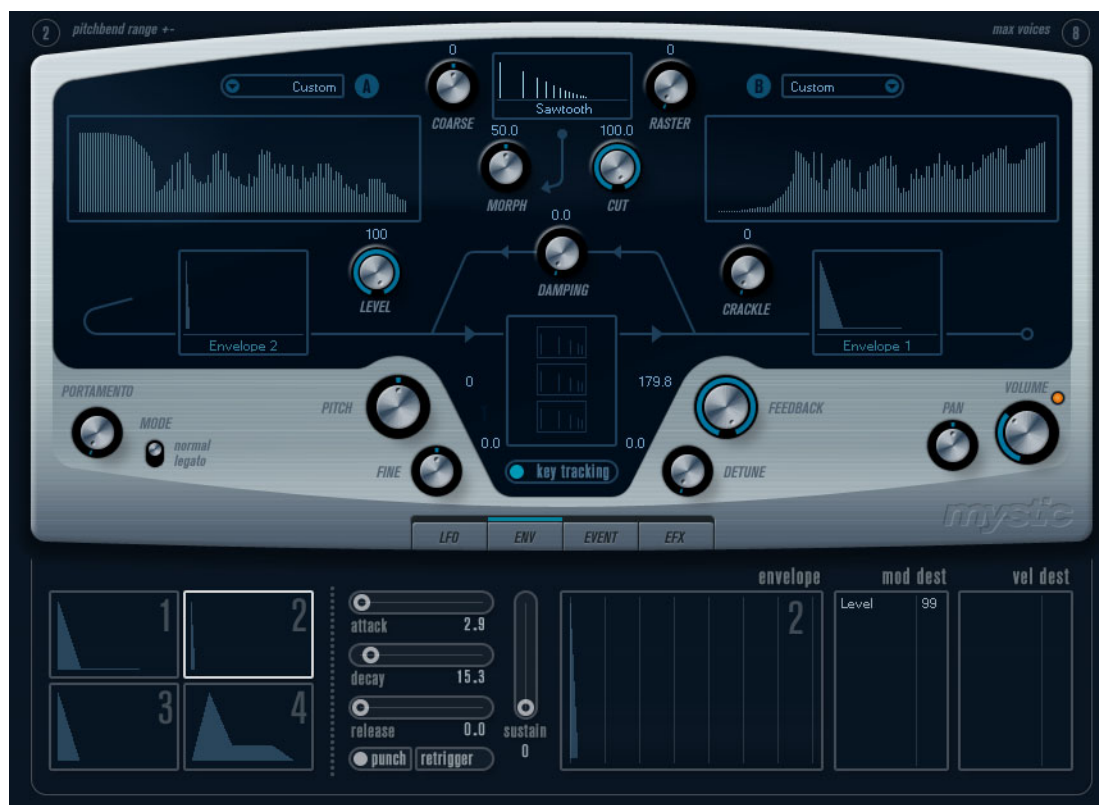 2 pitchbend range +-
max voices 8
0
0
Custom A
B Custom
Sawtooth
COARSE
RASTER
50.0
100.0
MORPH
CUT
0.0
100
0
DAMPING
LEVEL
CRACKLE
Envelope 2
Envelope 1
PORTAMENTO
0
179.8
VOLUME
PITCH
FEEDBACK
PAN
MODE
normal
legato
0.0
0.0
FINE
key tracking
DETUNE
mystic
LFO ENV EVENT EFX
envelope mod dest vel dest
1 2
attack 2.9
2
Level 99
decay 15.3
3 4
release 0.0
sustain
0
punch retrigger